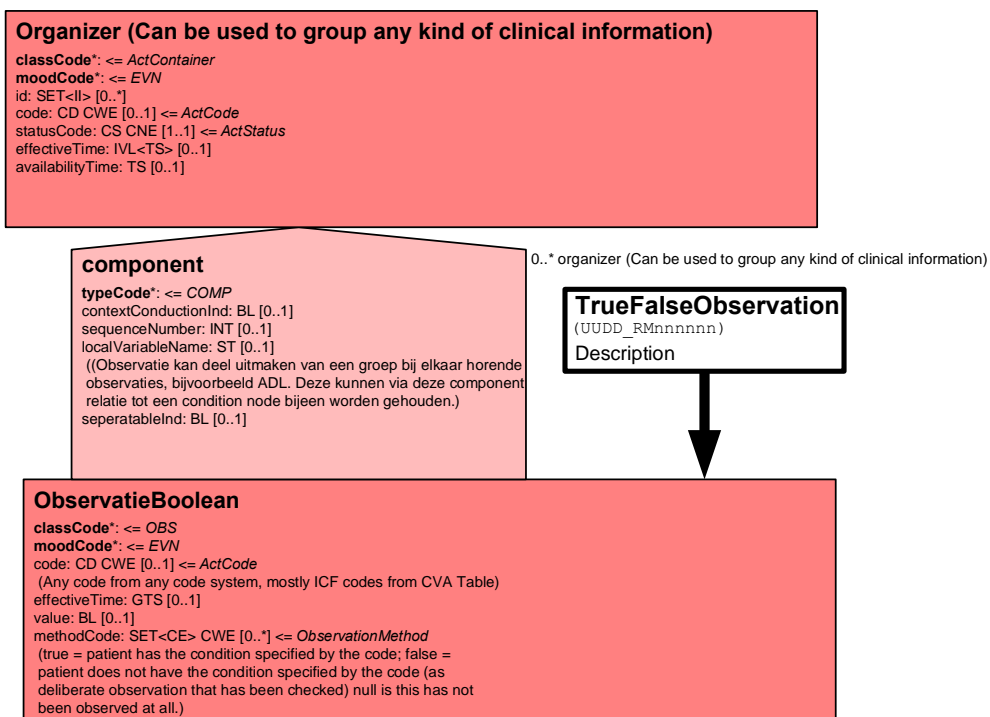 Organizer (Can be used to group any kind of clinical information)
classCode*: <= ActContainer
moodCode*: <= EVN
id: SET<II> [0..*]
code: CD CWE [0..1] <= ActCode
statusCode: CS CNE [1..1] <= ActStatus
effectiveTime: IVL<TS> [0..1]
availabilityTime: TS [0..1]
component
typeCode*: <= COMP
contextConductionInd: BL [0..1]
sequenceNumber: INT [0..1]
localVariableName: ST [0..1]
((Observatie kan deel uitmaken van een groep bij elkaar horende
observaties, bijvoorbeeld ADL. Deze kunnen via deze component
relatie tot een condition node bijeen worden gehouden.)
seperatableInd: BL [0..1]
0..* organizer (Can be used to group any kind of clinical information)
TrueFalseObservation
(UUDD_RMnnnnnn)
Description
ObservatieBoolean
classCode*: <= OBS
moodCode*: <= EVN
code: CD CWE [0..1] <= ActCode
(Any code from any code system, mostly ICF codes from CVA Table)
effectiveTime: GTS [0..1]
value: BL [0..1]
methodCode: SET<CE> CWE [0..*] <= ObservationMethod
(true = patient has the condition specified by the code; false =
patient does not have the condition specified by the code (as
deliberate observation that has been checked) null is this has not
been observed at all.)